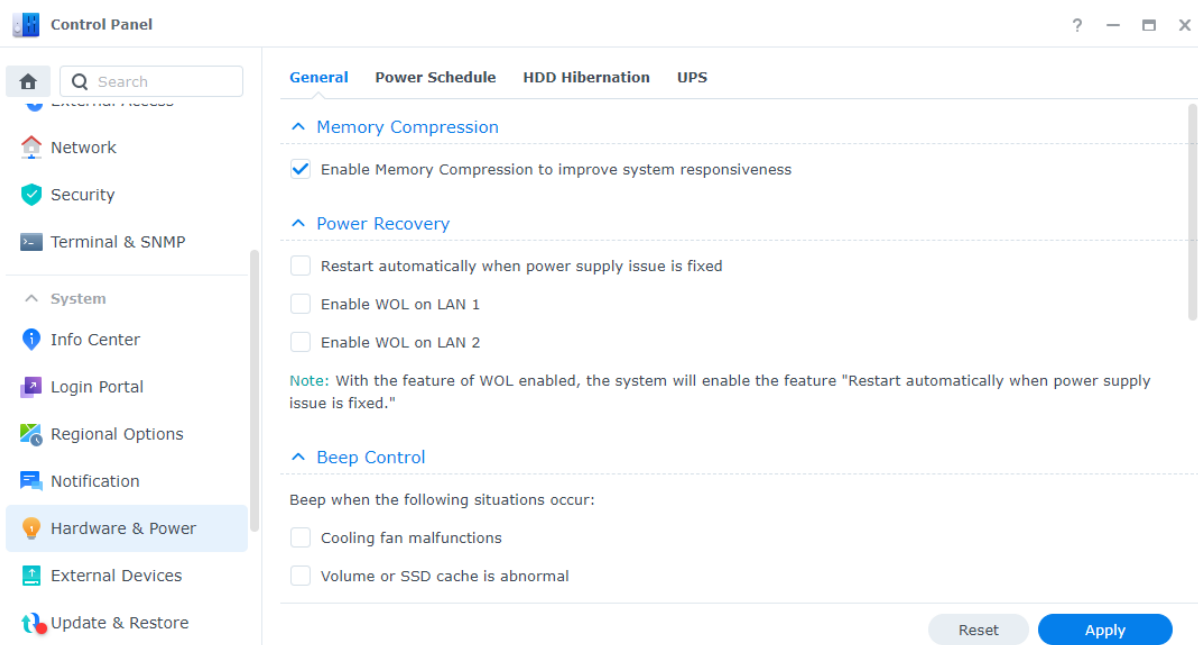 Control Panel
?
Search
General Power Schedule HDD Hibernation UPS
External Access
Network
Security
Terminal & SNMP
System
Info Center
Login Portal
Regional Options
Notification
Hardware & Power
External Devices
Update & Restore
Memory Compression
Enable Memory Compression to improve system responsiveness
Power Recovery
Restart automatically when power supply issue is fixed
Enable WOL on LAN 1
Enable WOL on LAN 2
Note: With the feature of WOL enabled, the system will enable the feature "Restart automatically when power supply
issue is fixed."
Beep Control
Beep when the following situations occur:
Cooling fan malfunctions
Volume or SSD cache is abnormal
Reset Apply